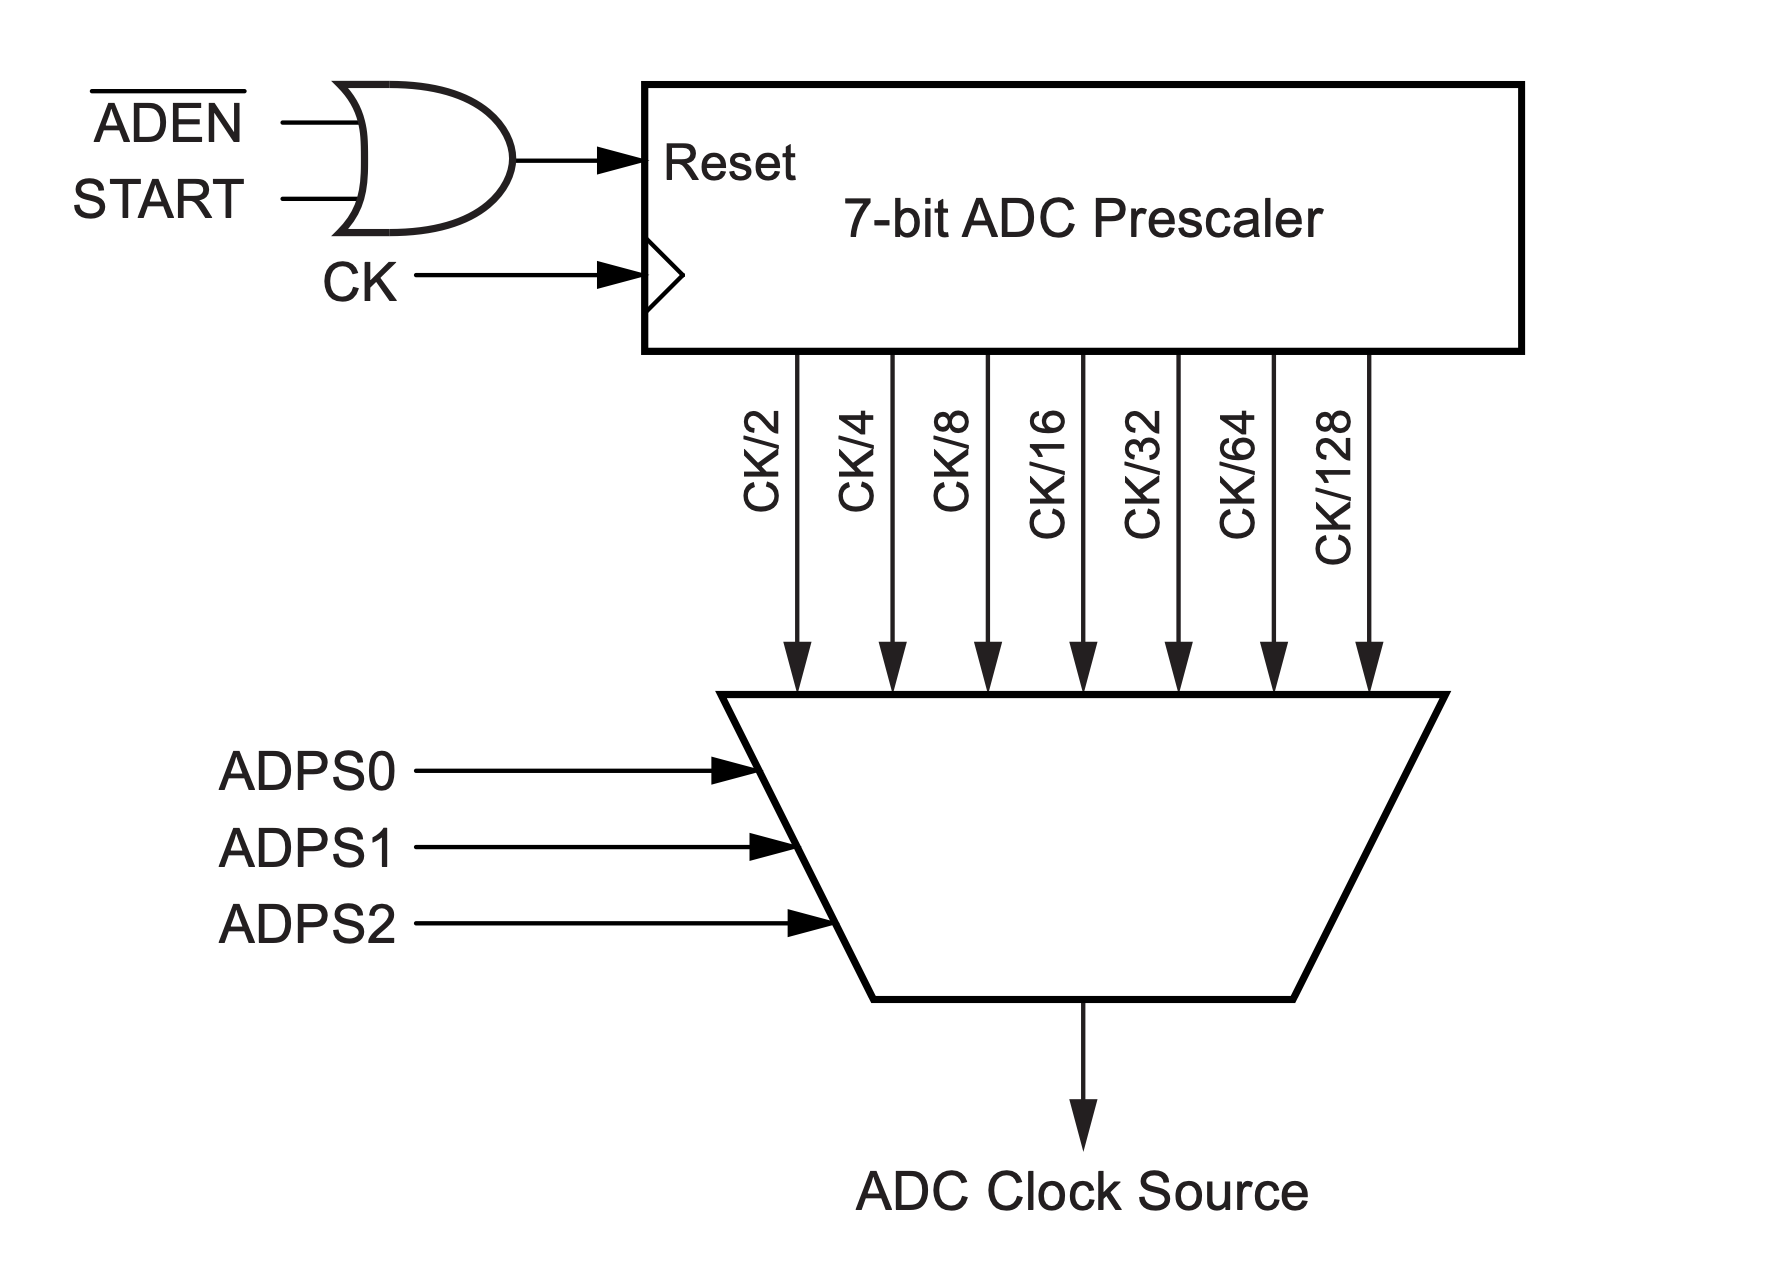 ADEN
START
CK
Reset
7-bit ADC Prescaler
CK/2
CK/4
CK/8
CK/16
CK/32
CK/64
CK/128
ADPS0
ADPS1
ADPS2
ADC Clock Source